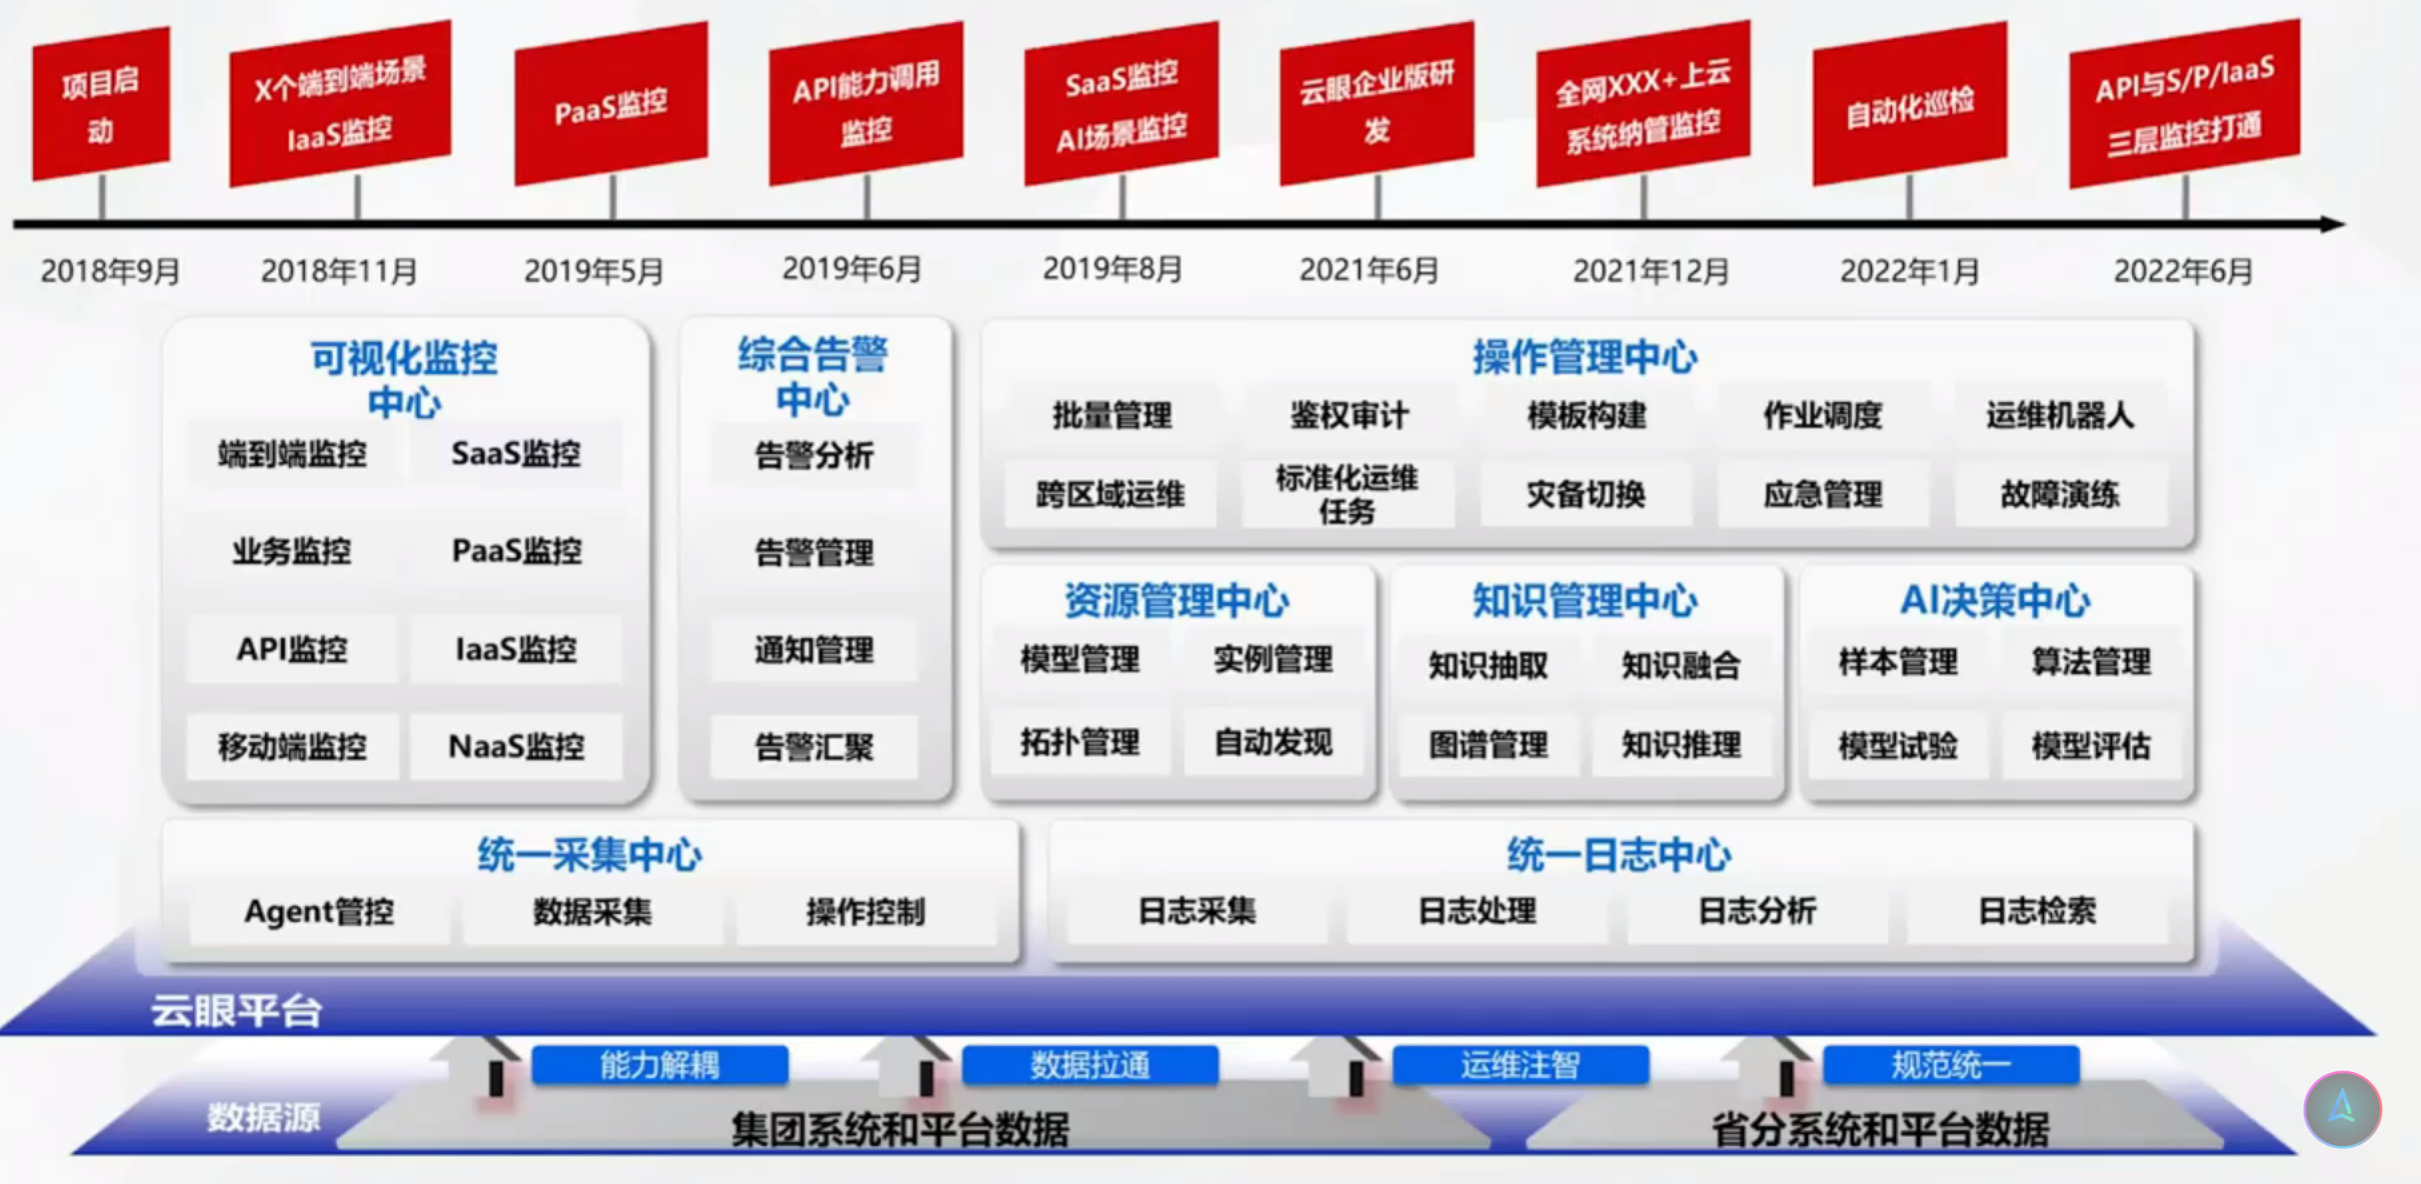 项目启
动
X个端到端场景
IaaS监控
PaaS监控
API能力调用
监控
SaaS监控
AI场景监控
云眼企业版研
发
全网XXX+上云
系统纳管监控
自动化巡检
API与S/P/IaaS
三层监控打通
2018年9月
2018年11月
2019年5月
2019年6月
2019年8月
2021年6月
2021年12月
2022年1月
2022年6月
可视化监控
中心
端到端监控
SaaS监控
业务监控
PaaS监控
API监控
IaaS监控
移动端监控
NaaS监控
综合告警
中心
告警分析
告警管理
通知管理
告警汇聚
操作管理中心
批量管理
鉴权审计
模板构建
作业调度
运维机器人
跨区域运维
标准化运维
任务
灾备切换
应急管理
故障演练
资源管理中心
模型管理
实例管理
拓扑管理
自动发现
知识管理中心
知识抽取
知识融合
图谱管理
知识推理
AI决策中心
样本管理
算法管理
模型试验
模型评估
统一采集中心
Agent管控
数据采集
操作控制
统一日志中心
日志采集
日志处理
日志分析
日志检索
云眼平台
能力解耦
数据拉通
运维注智
规范统一
数据源
集团系统和平台数据
省分系统和平台数据